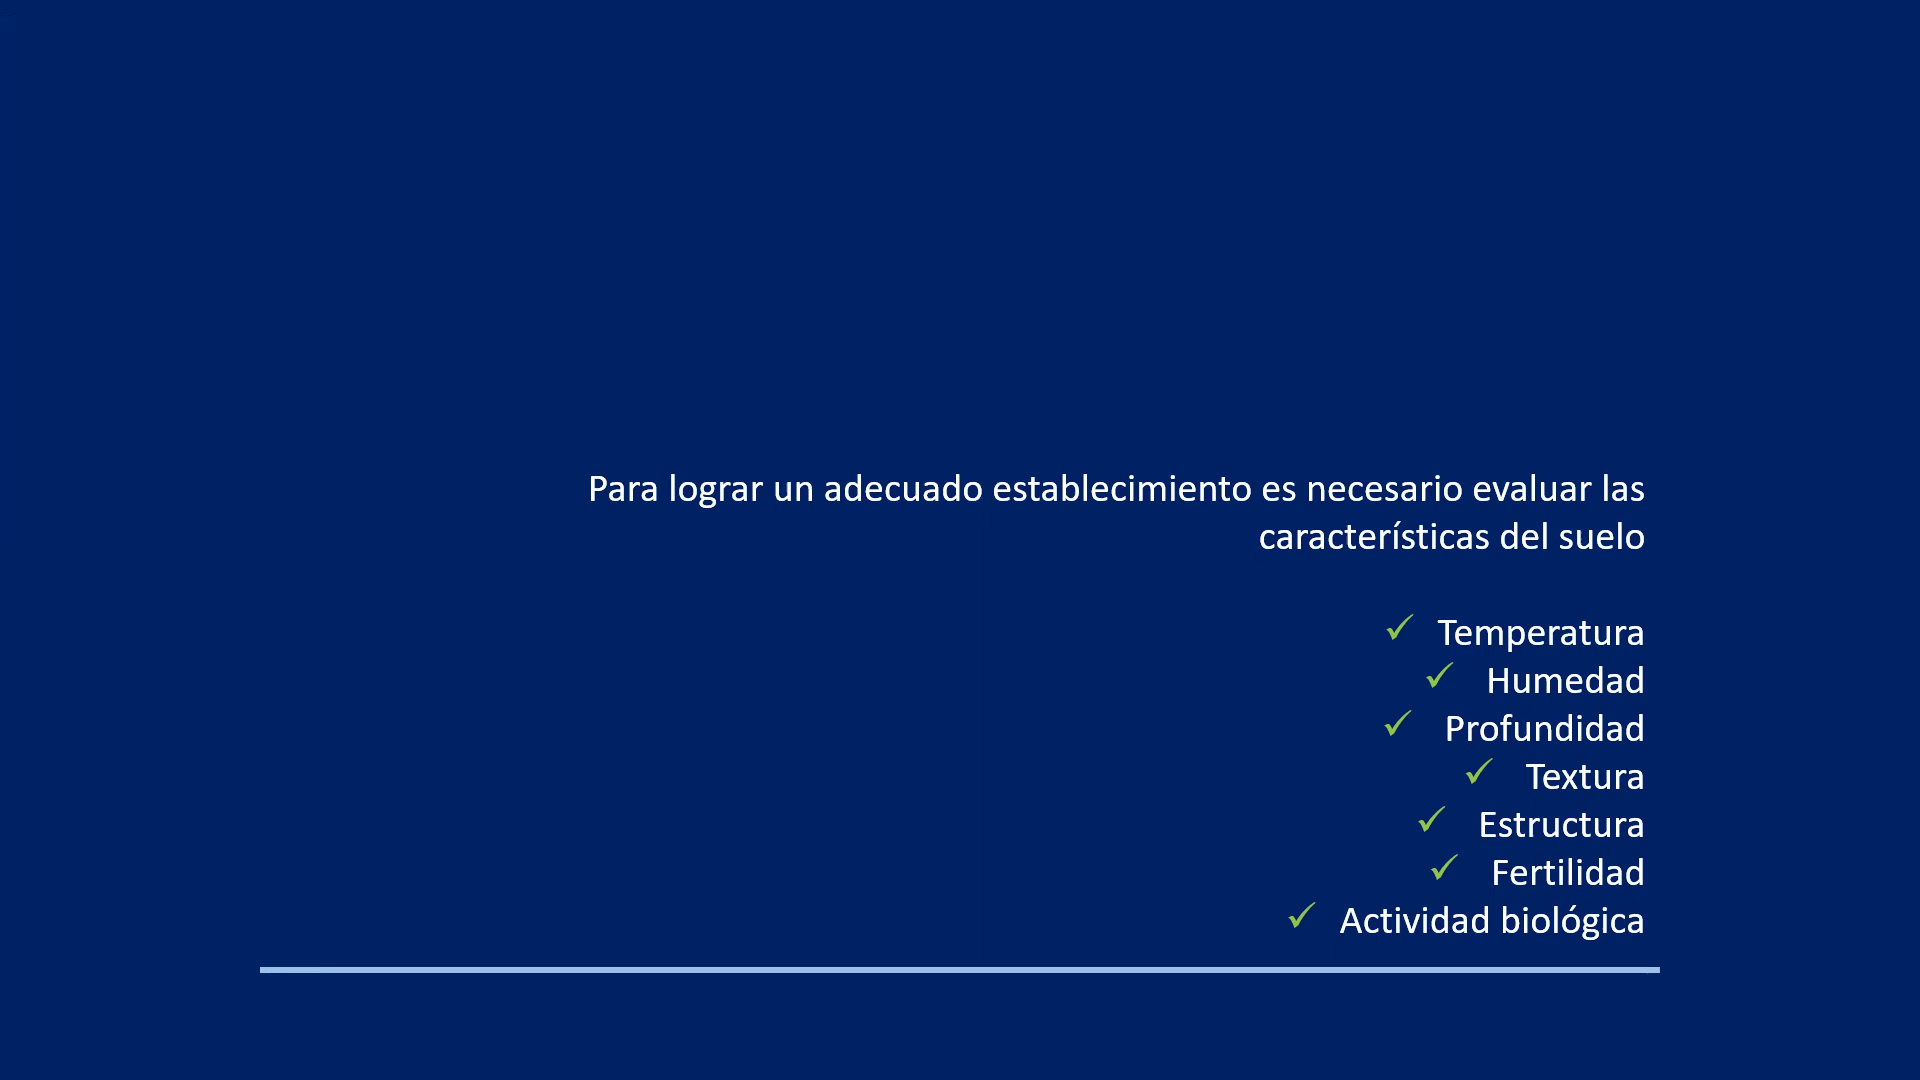 Para lograr un adecuado establecimiento es necesario evaluar las
características del suelo
✓ Temperatura
✓ Humedad
✓ Profundidad
✓ Textura
✓ Estructura
✓ Fertilidad
✓ Actividad biológica